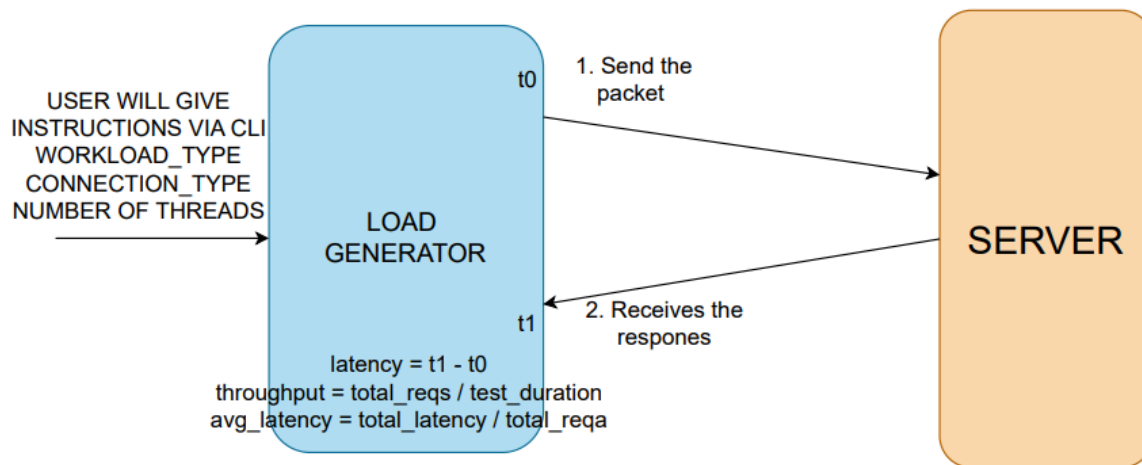 USER WILL GIVE
INSTRUCTIONS VIA CLI
WORKLOAD_TYPE
CONNECTION_TYPE
NUMBER OF THREADS
t0
LOAD
GENERATOR
t1
latency = t1 - t0
throughput = total_reqs / test_duration
avg_latency = total_latency / total_reqa
1. Send the
packet
2. Receives the
respones
SERVER